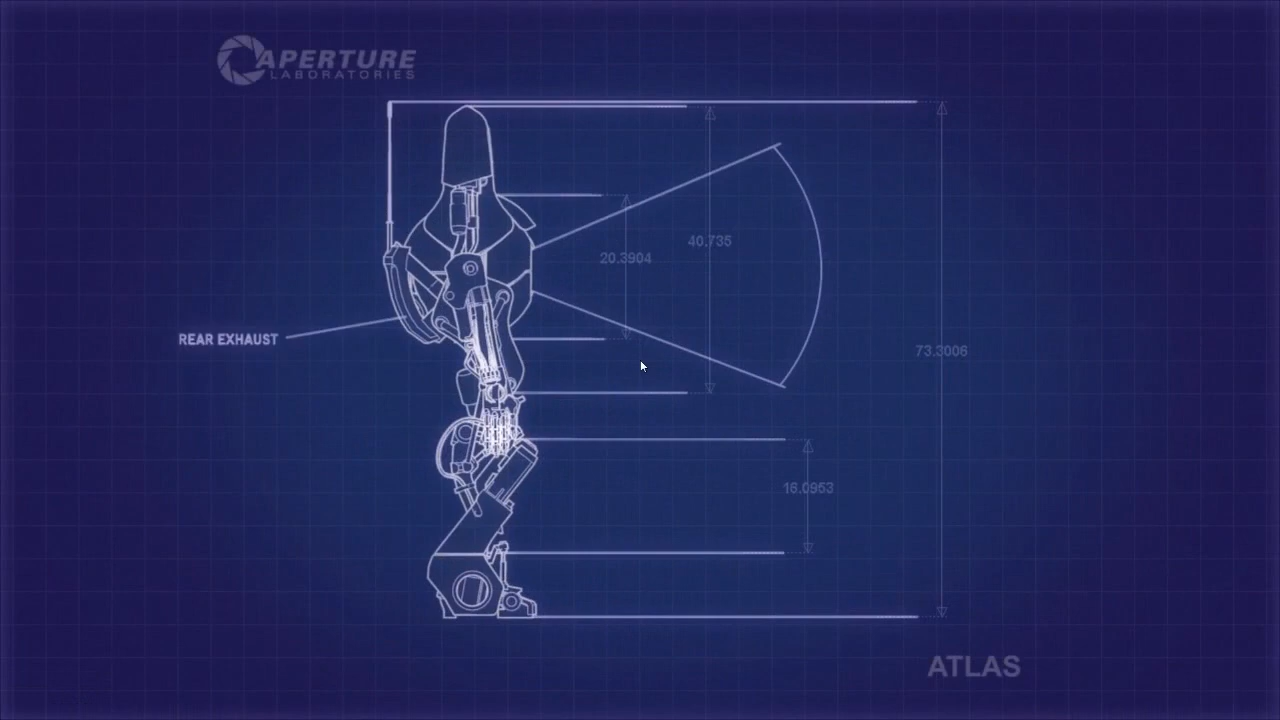 APERTURE
LABORATORIES
40.735
20.3904
REAR EXHAUST
73.3006
16.0953
ATLAS